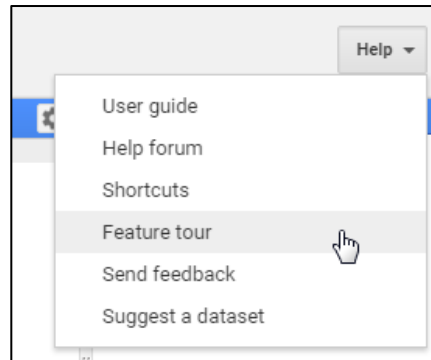 Help
User guide
Help forum
Shortcuts
Feature tour
Send feedback
Suggest a dataset